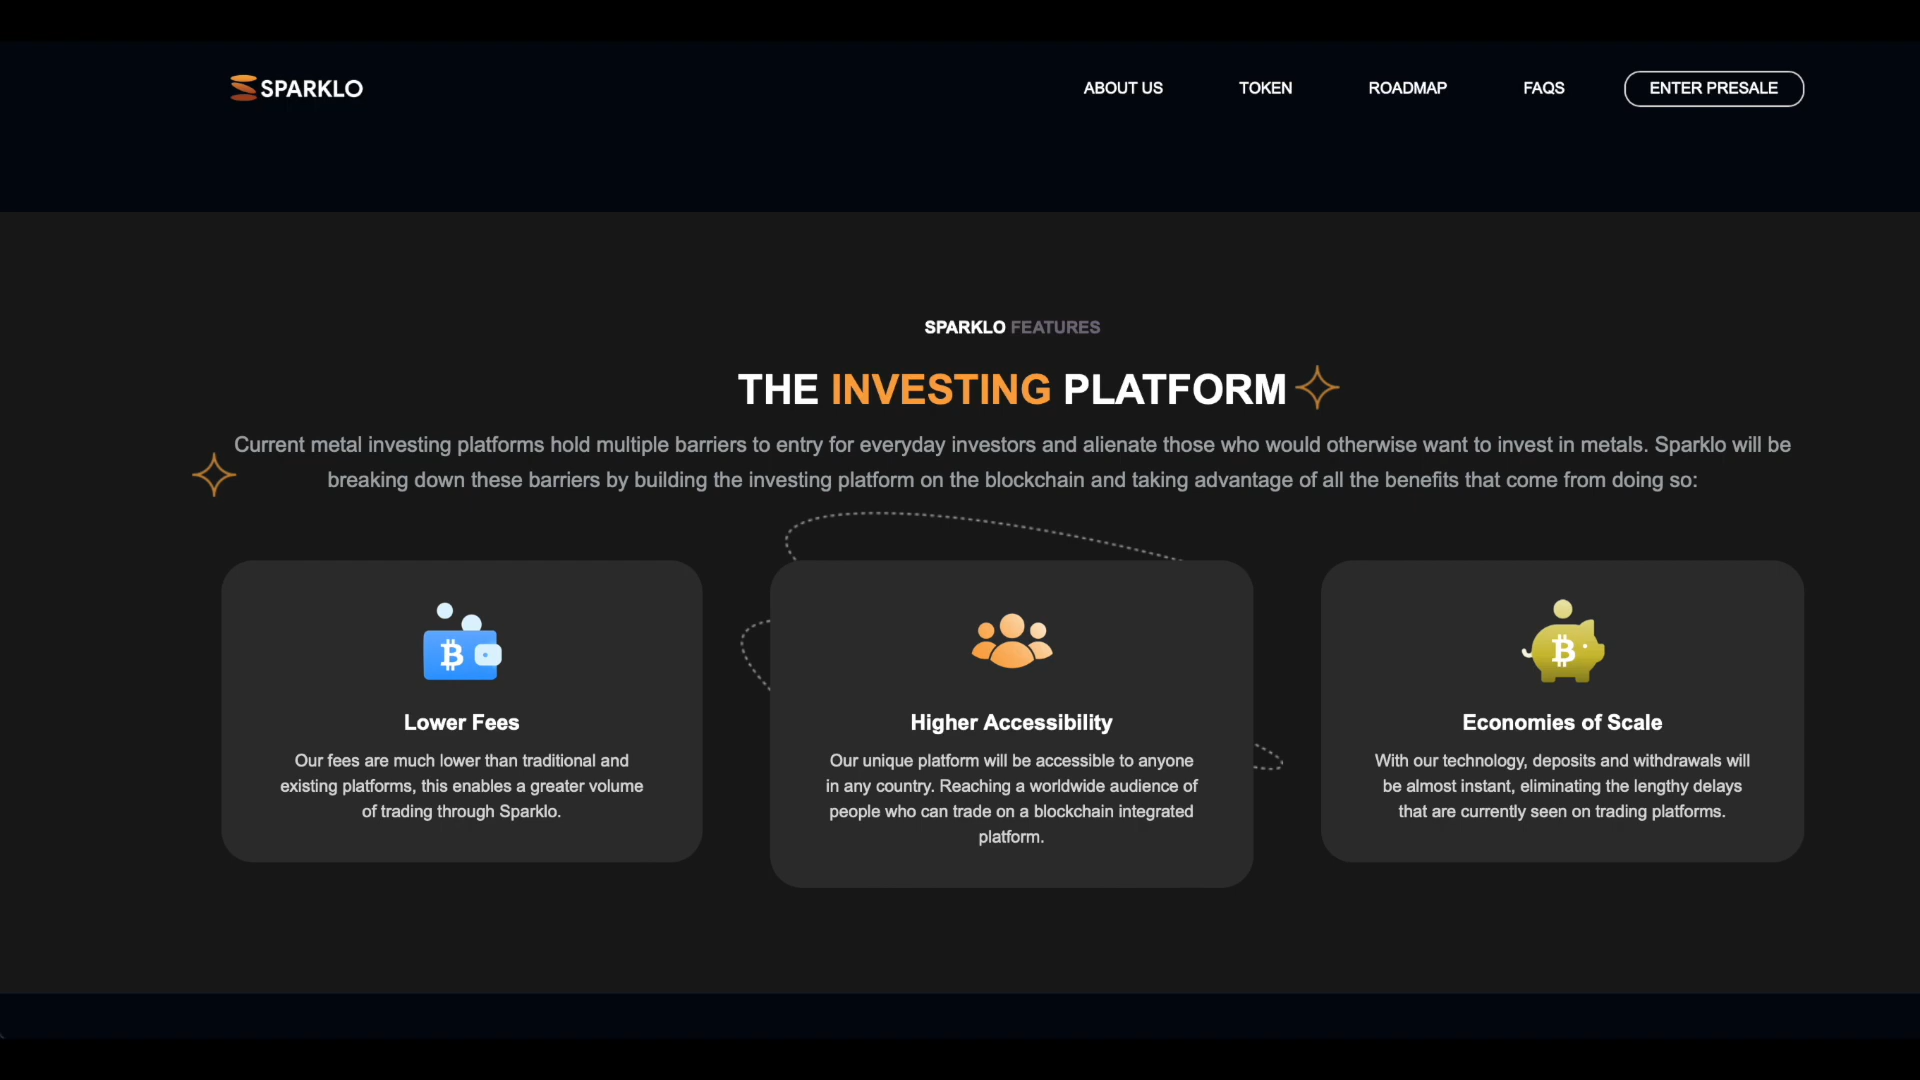 SPARKLO
ABOUT US
TOKEN
ROADMAP
FAQS
ENTER PRESALE
SPARKLO FEATURES
THE INVESTING PLATFORM
Current metal investing platforms hold multiple barriers to entry for everyday investors and alienate those who would otherwise want to invest in metals. Sparklo will be
breaking down these barriers by building the investing platform on the blockchain and taking advantage of all the benefits that come from doing so:
Lower Fees
Our fees are much lower than traditional and
existing platforms, this enables a greater volume
of trading through Sparklo.
Higher Accessibility
Our unique platform will be accessible to anyone
in any country. Reaching a worldwide audience of
people who can trade on a blockchain integrated
platform.
Economies of Scale
With our technology, deposits and withdrawals will
be almost instant, eliminating the lengthy delays
that are currently seen on trading platforms.